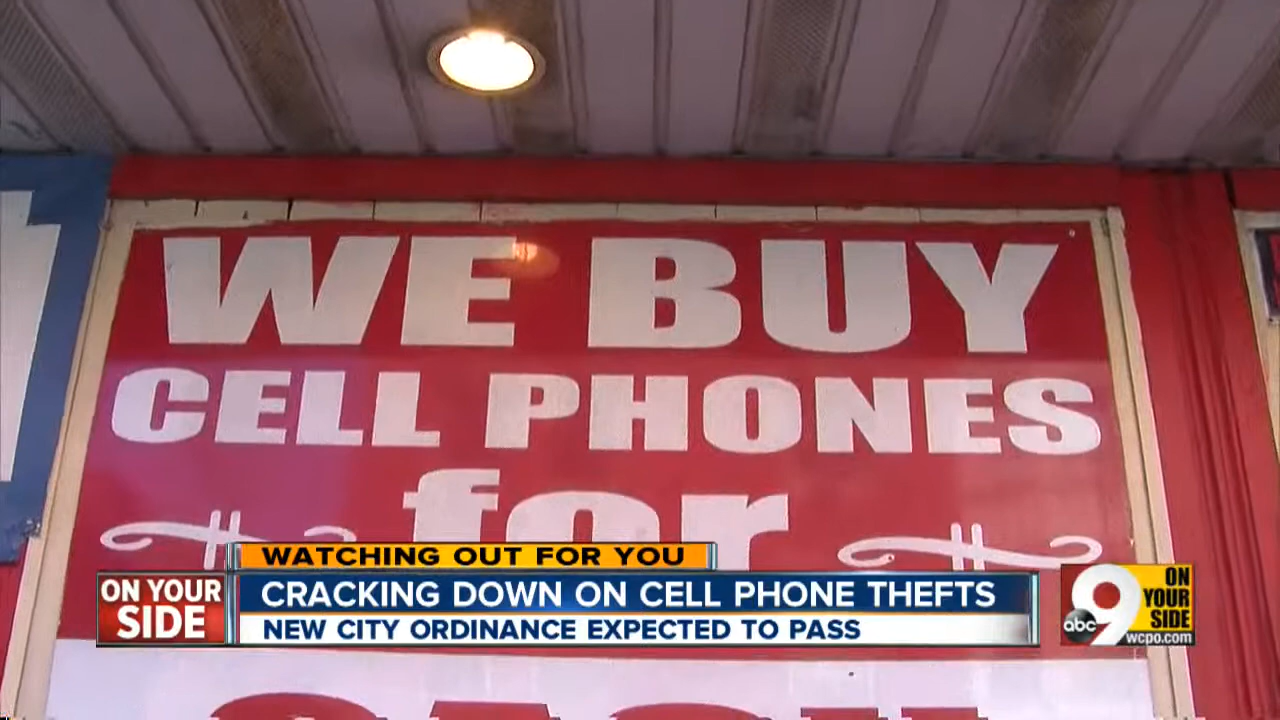 WE BUY
CELL PHONES
for
CASH
WATCHING OUT FOR YOU
ON YOUR SIDE
CRACKING DOWN ON CELL PHONE THEFTS
NEW CITY ORDINANCE EXPECTED TO PASS
abc 9
ON YOUR SIDE
wcpo.com